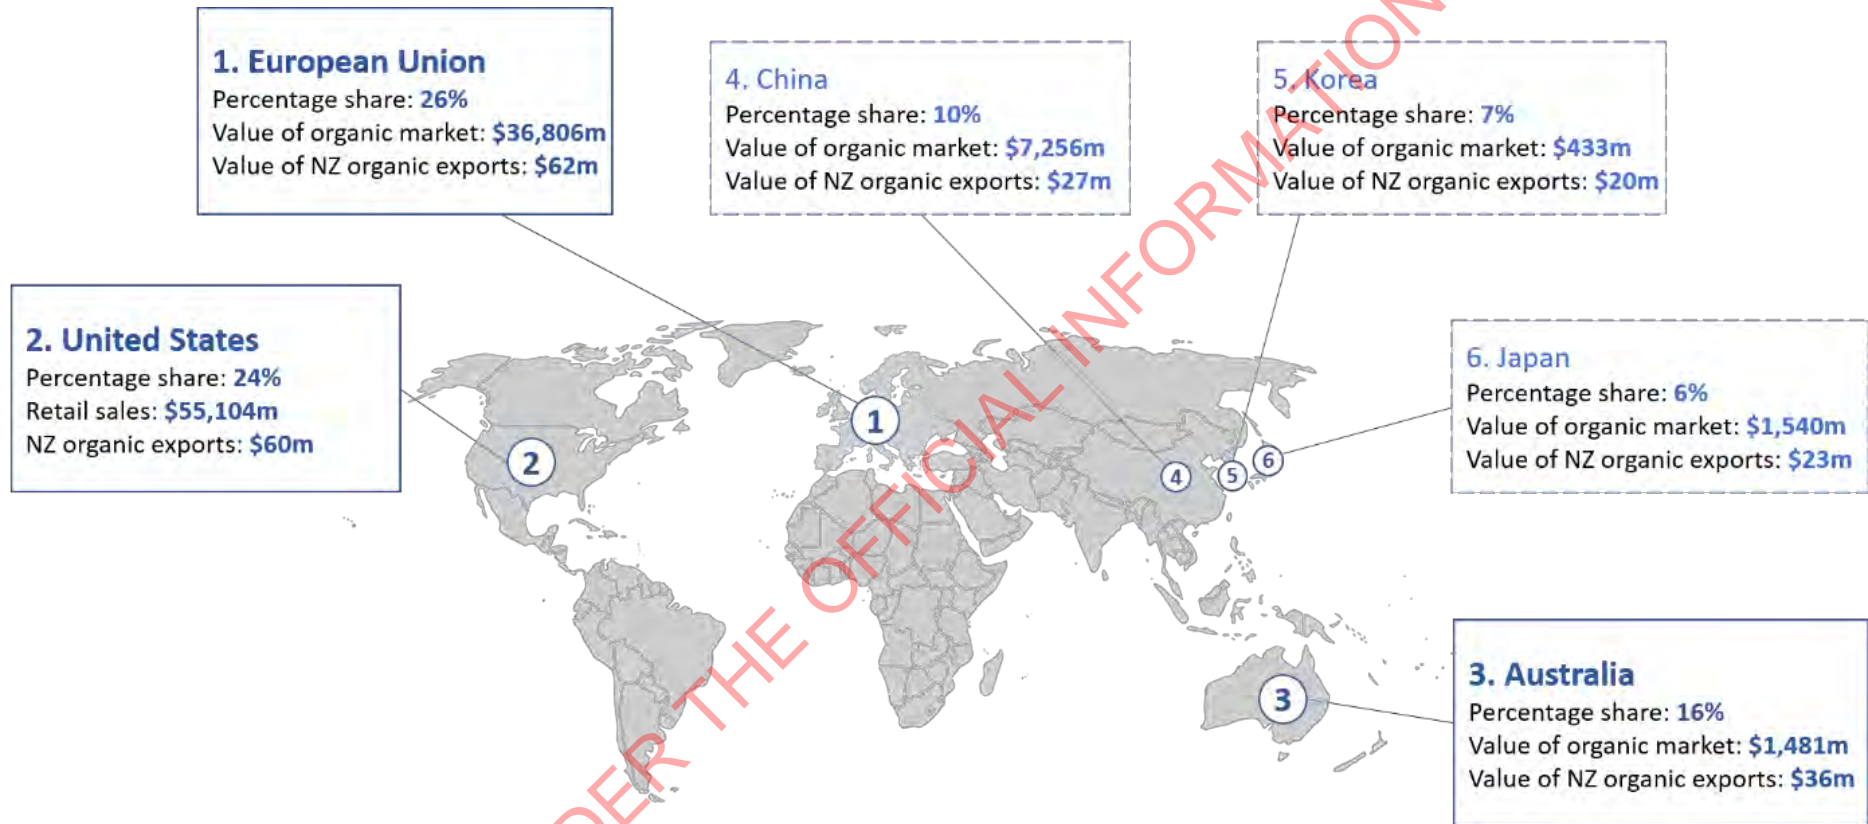 1. European Union
Percentage share: 26%
Value of organic market: $36,806m
Value of NZ organic exports: $62m
4. China
Percentage share: 10%
Value of organic market: $7,256m
Value of NZ organic exports: $27m
5. Korea
Percentage share: 7%
Value of organic market: $433m
Value of NZ organic exports: $20m
2. United States
Percentage share: 24%
Retail sales: $55,104m
NZ organic exports: $60m
6. Japan
Percentage share: 6%
Value of organic market: $1,540m
Value of NZ organic exports: $23m
1
2
4
5
6
3
3. Australia
Percentage share: 16%
Value of organic market: $1,481m
Value of NZ organic exports: $36m
DER THE OFFICIAL INFORMATION